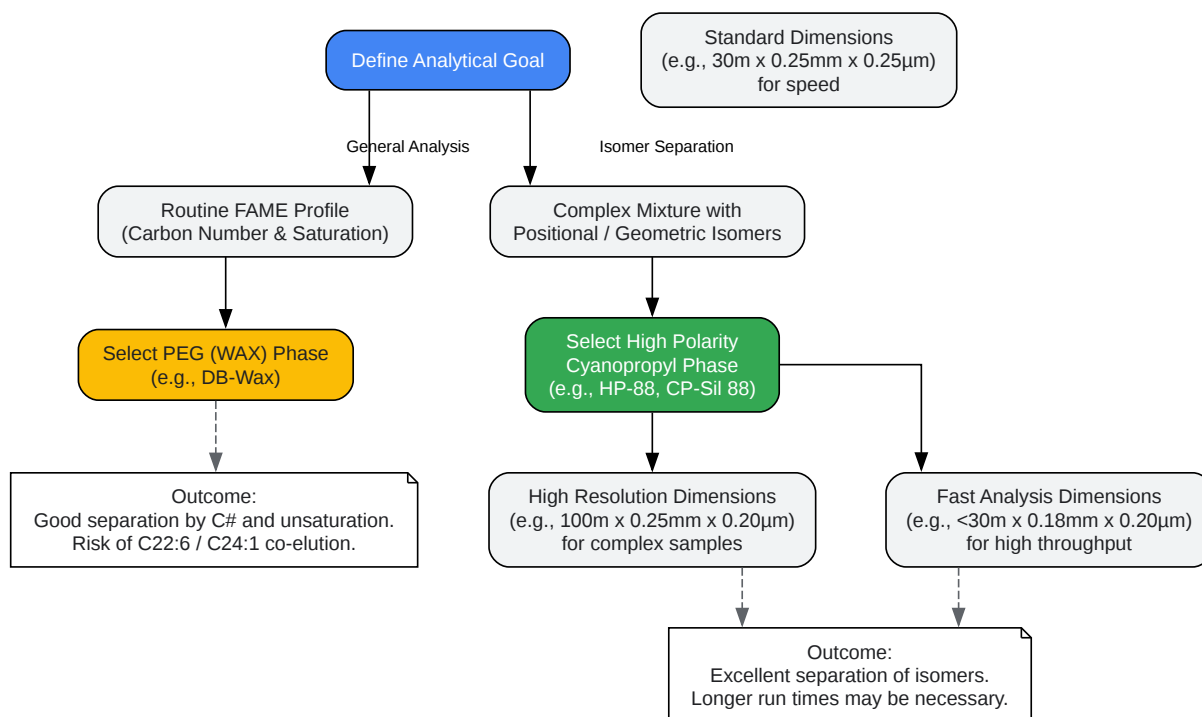 Define Analytical Goal
Standard Dimensions
(e.g., 30m x 0.25mm x 0.25µm)
for speed
General Analysis
Isomer Separation
Routine FAME Profile
(Carbon Number & Saturation)
Complex Mixture with
Positional / Geometric Isomers
Select PEG (WAX) Phase
(e.g., DB-Wax)
Select High Polarity
Cyanopropyl Phase
(e.g., HP-88, CP-Sil 88)
Outcome:
Good separation by C# and unsaturation.
Risk of C22:6 / C24:1 co-elution.
High Resolution Dimensions
(e.g., 100m x 0.25mm x 0.20µm)
for complex samples
Fast Analysis Dimensions
(e.g., <30m x 0.18mm x 0.20µm)
for high throughput
Outcome:
Excellent separation of isomers.
Longer run times may be necessary.